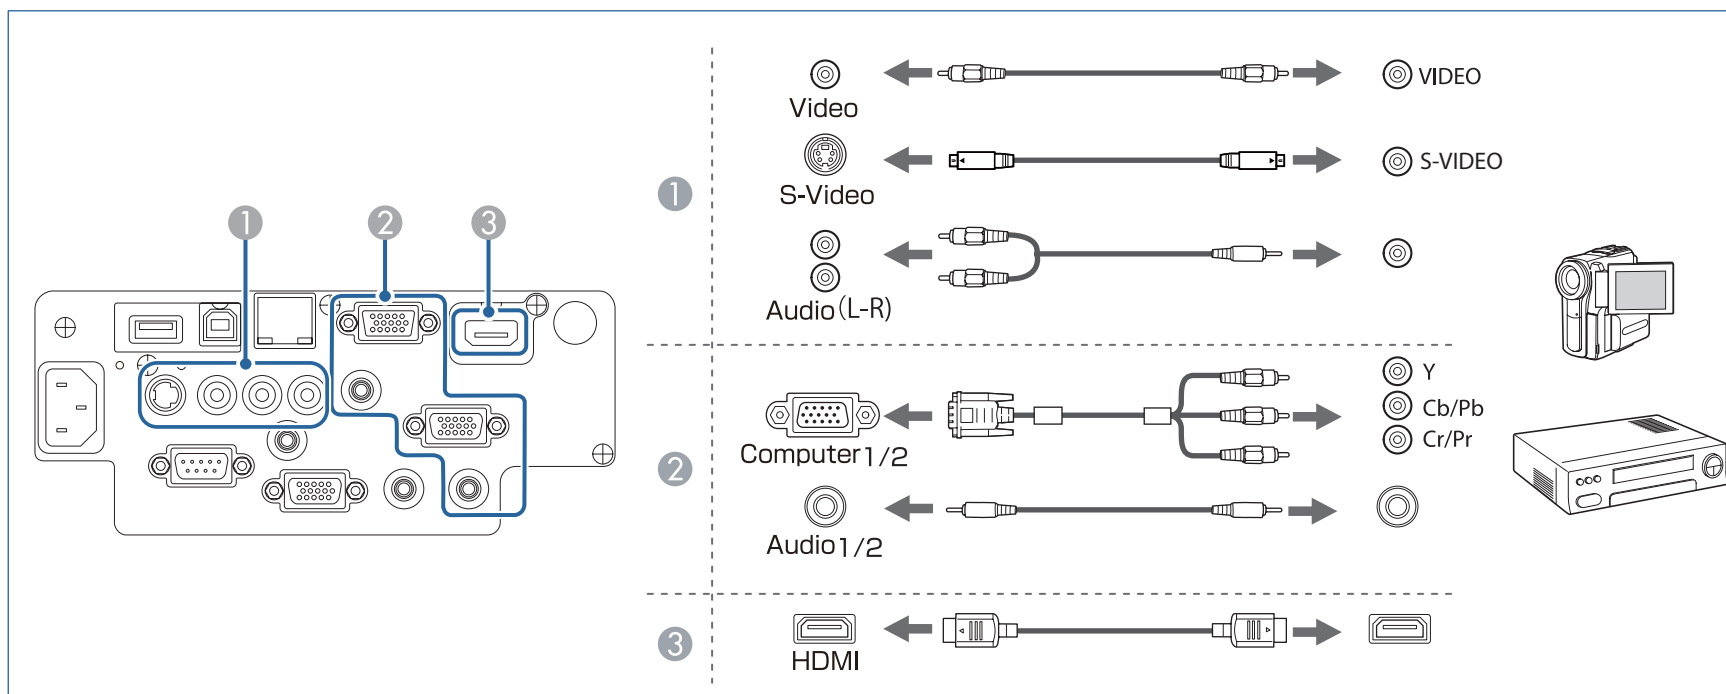 1
2
3
1
Video
VIDEO
S-Video
S-VIDEO
Audio(L-R)
2
Computer1/2
Y
Cb/Pb
Cr/Pr
Audio1/2
3
HDMI